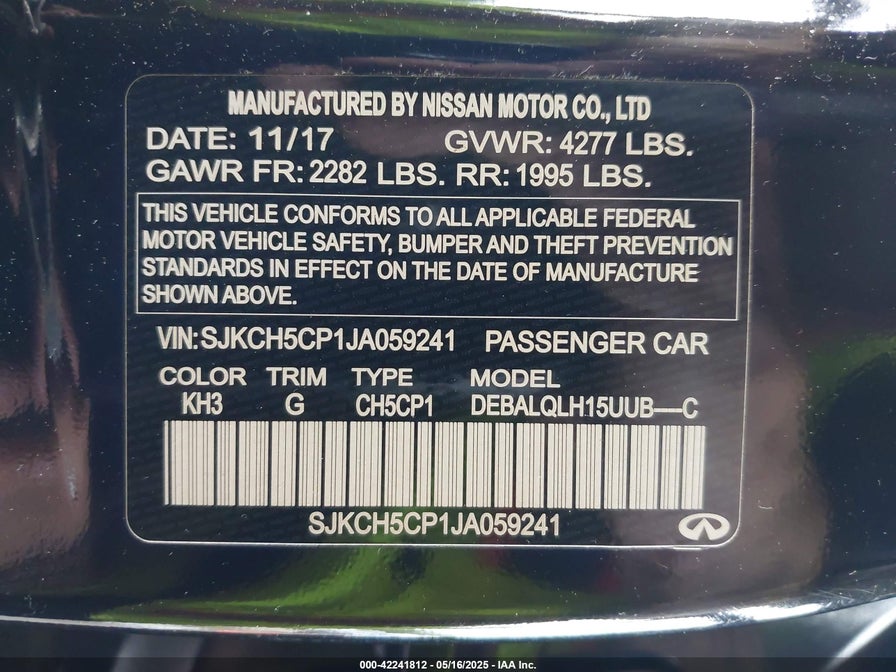 MANUFACTURED BY NISSAN MOTOR CO., LTD
DATE: 11/17 GVWR: 4277 LBS.
GAWR FR: 2282 LBS. RR: 1995 LBS.
THIS VEHICLE CONFORMS TO ALL APPLICABLE FEDERAL
MOTOR VEHICLE SAFETY, BUMPER AND THEFT PREVENTION
STANDARDS IN EFFECT ON THE DATE OF MANUFACTURE
SHOWN ABOVE.
VIN: SJKCH5CP1JA059241 PASSENGER CAR
COLOR TRIM TYPE MODEL
KH3 G CH5CP1 DEBALQLH15UUB----C
SJKCH5CP1JA059241
000-42241812 - 05/16/2025 - IAA Inc.